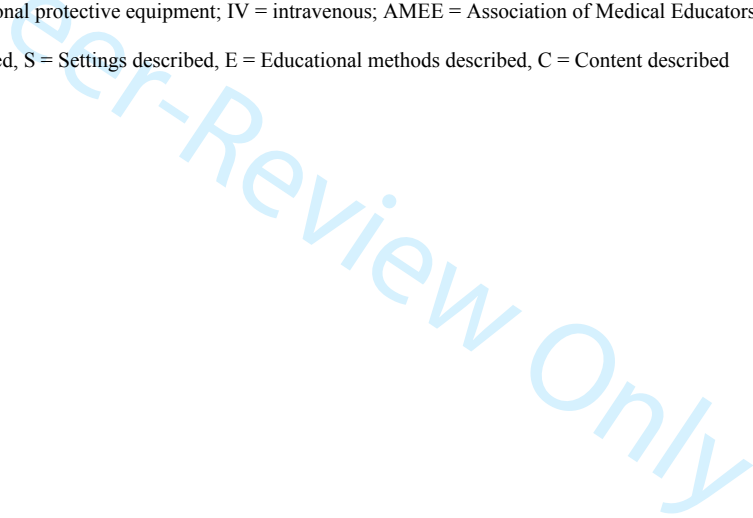 onal protective equipment; IV = intravenous; AMEE = Association of Medical Educators
ed, S = Settings described, E = Educational methods described, C = Content described
eer-Review Only